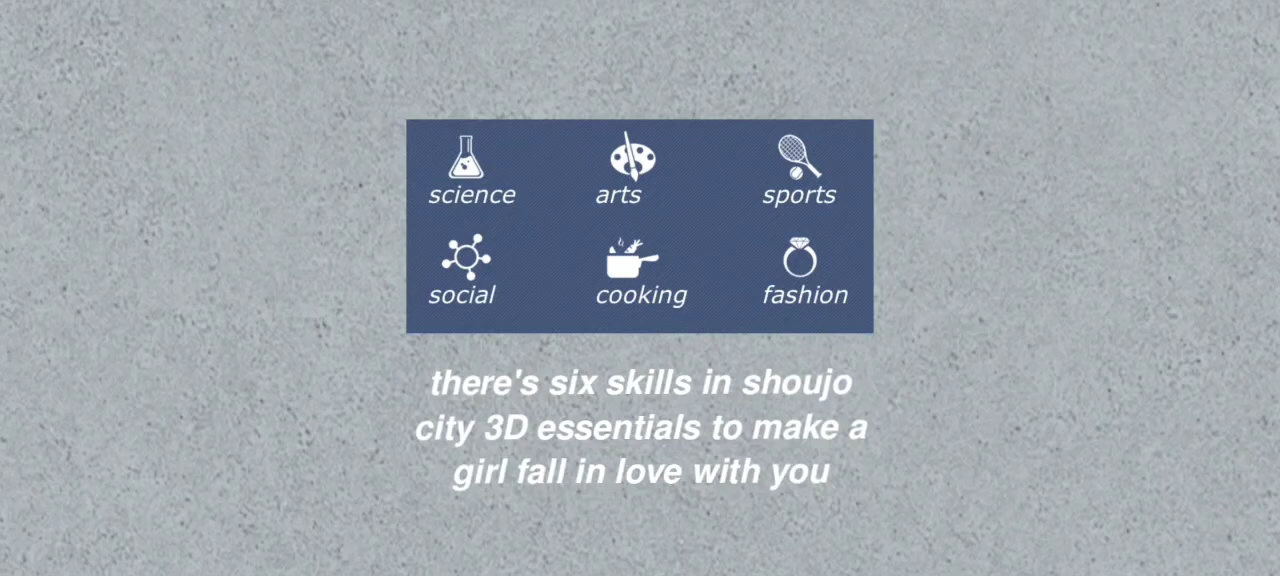 science arts sports
social cooking fashion
there's six skills in shoujo
city 3D essentials to make a
girl fall in love with you